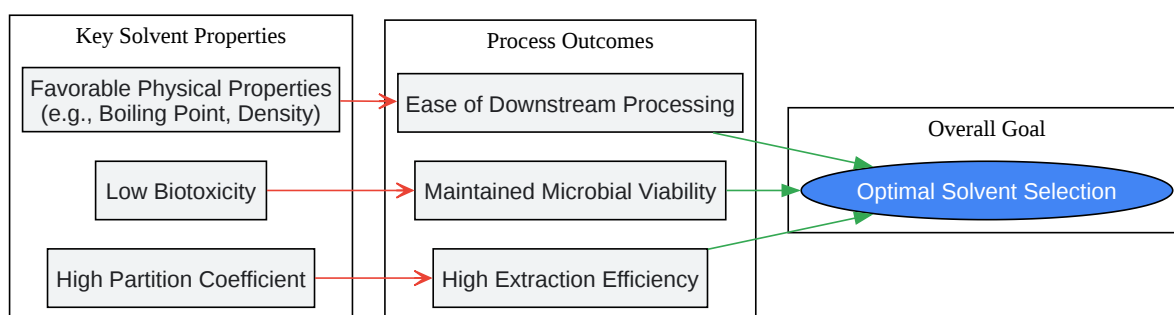 Key Solvent Properties
Favorable Physical Properties
(e.g., Boiling Point, Density)
Low Biotoxicity
High Partition Coefficient
Process Outcomes
Ease of Downstream Processing
Maintained Microbial Viability
High Extraction Efficiency
Overall Goal
Optimal Solvent Selection